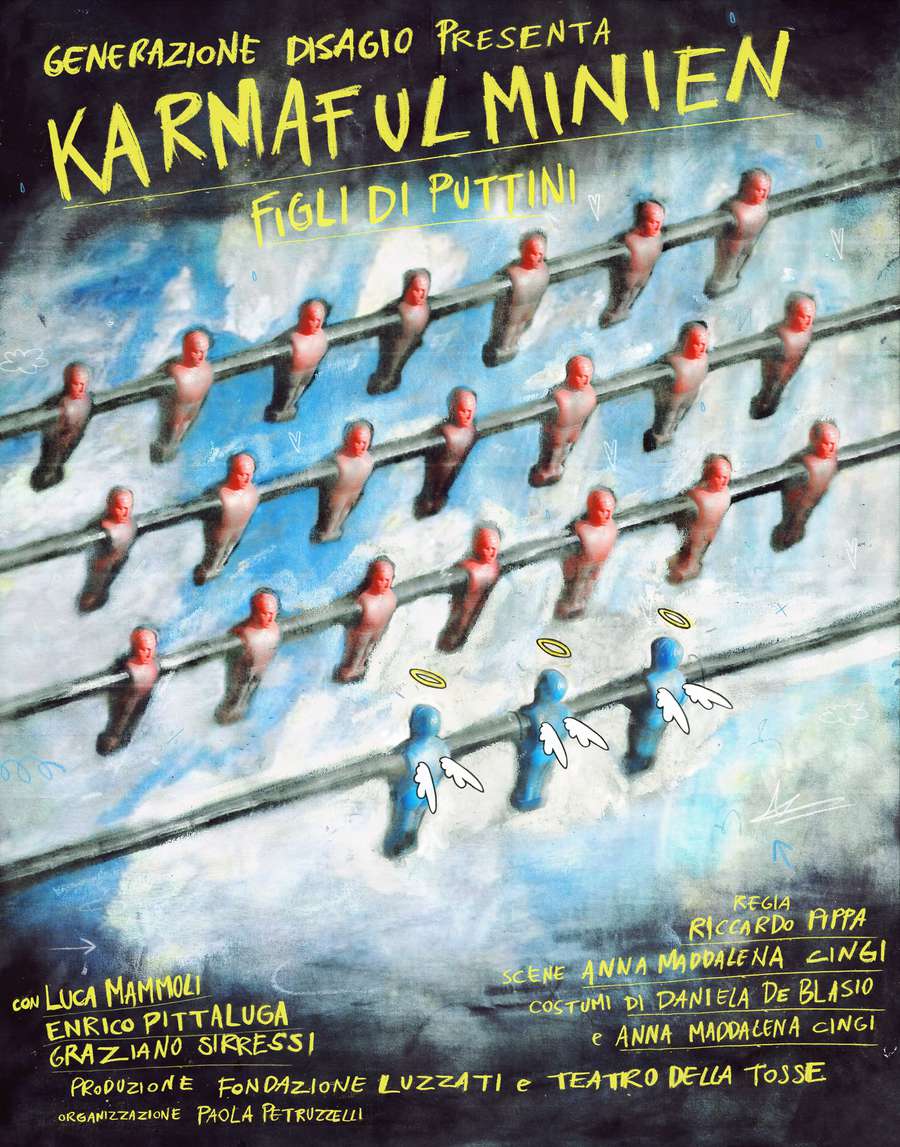 GENERAZIONE DISAGIO PRESENTA
KARMAFULMINIEN
FIGLI DI PUTTINI
REGIA
RICCARDO PIPPA
SCENE ANNA MADDALENA CINGI
COSTUMI DI DANIELA DE BLASIO
e ANNA MADDALENA CINGI
CON LUCA MAMMOLI
ENRICO PITTALUGA
GRAZIANO SIRRESSI
PRODUZIONE FONDAZIONE LUZZATI e TEATRO DELLA TOSSE
ORGANIZZAZIONE PAOLA PETRUZZELLI